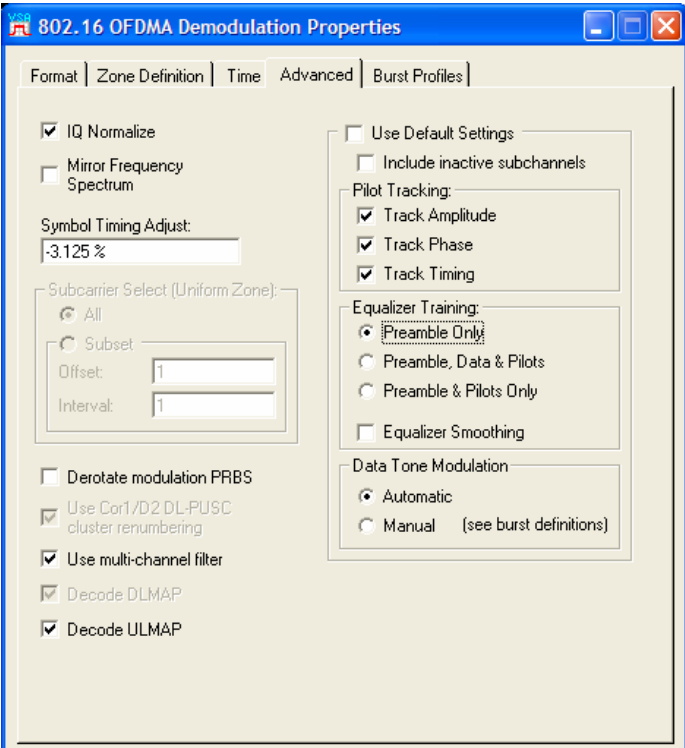 VSA
802.16 OFDMA Demodulation Properties
Format
Zone Definition
Time
Advanced
Burst Profiles
IQ Normalize
Mirror Frequency
Spectrum
Symbol Timing Adjust:
-3.125 %
Subcarrier Select (Uniform Zone):
All
Subset
Offset:
1
Interval:
1
Derotate modulation PRBS
Use Cor1/D2 DL-PUSC
cluster renumbering
Use multi-channel filter
Decode DLMAP
Decode ULMAP
Use Default Settings
Include inactive subchannels
Pilot Tracking:
Track Amplitude
Track Phase
Track Timing
Equalizer Training:
Preamble Only
Preamble, Data & Pilots
Preamble & Pilots Only
Equalizer Smoothing
Data Tone Modulation
Automatic
Manual (see burst definitions)